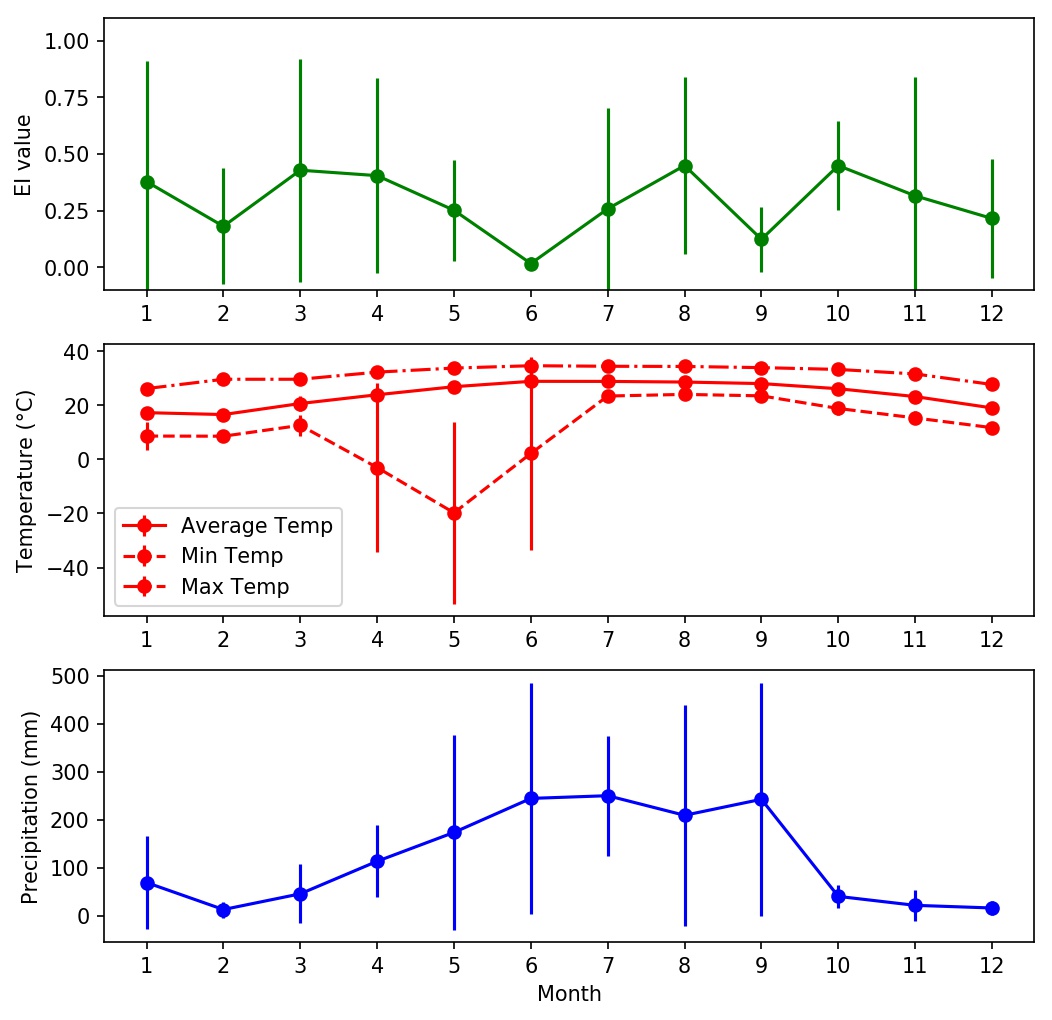 EI value
1.00
0.75
0.50
0.25
0.00
1 2 3 4 5 6 7 8 9 10 11 12
Temperature (°C)
40
20
0
−20
−40
Average Temp
Min Temp
Max Temp
1 2 3 4 5 6 7 8 9 10 11 12
Precipitation (mm)
500
400
300
200
100
0
1 2 3 4 5 6 7 8 9 10 11 12
Month